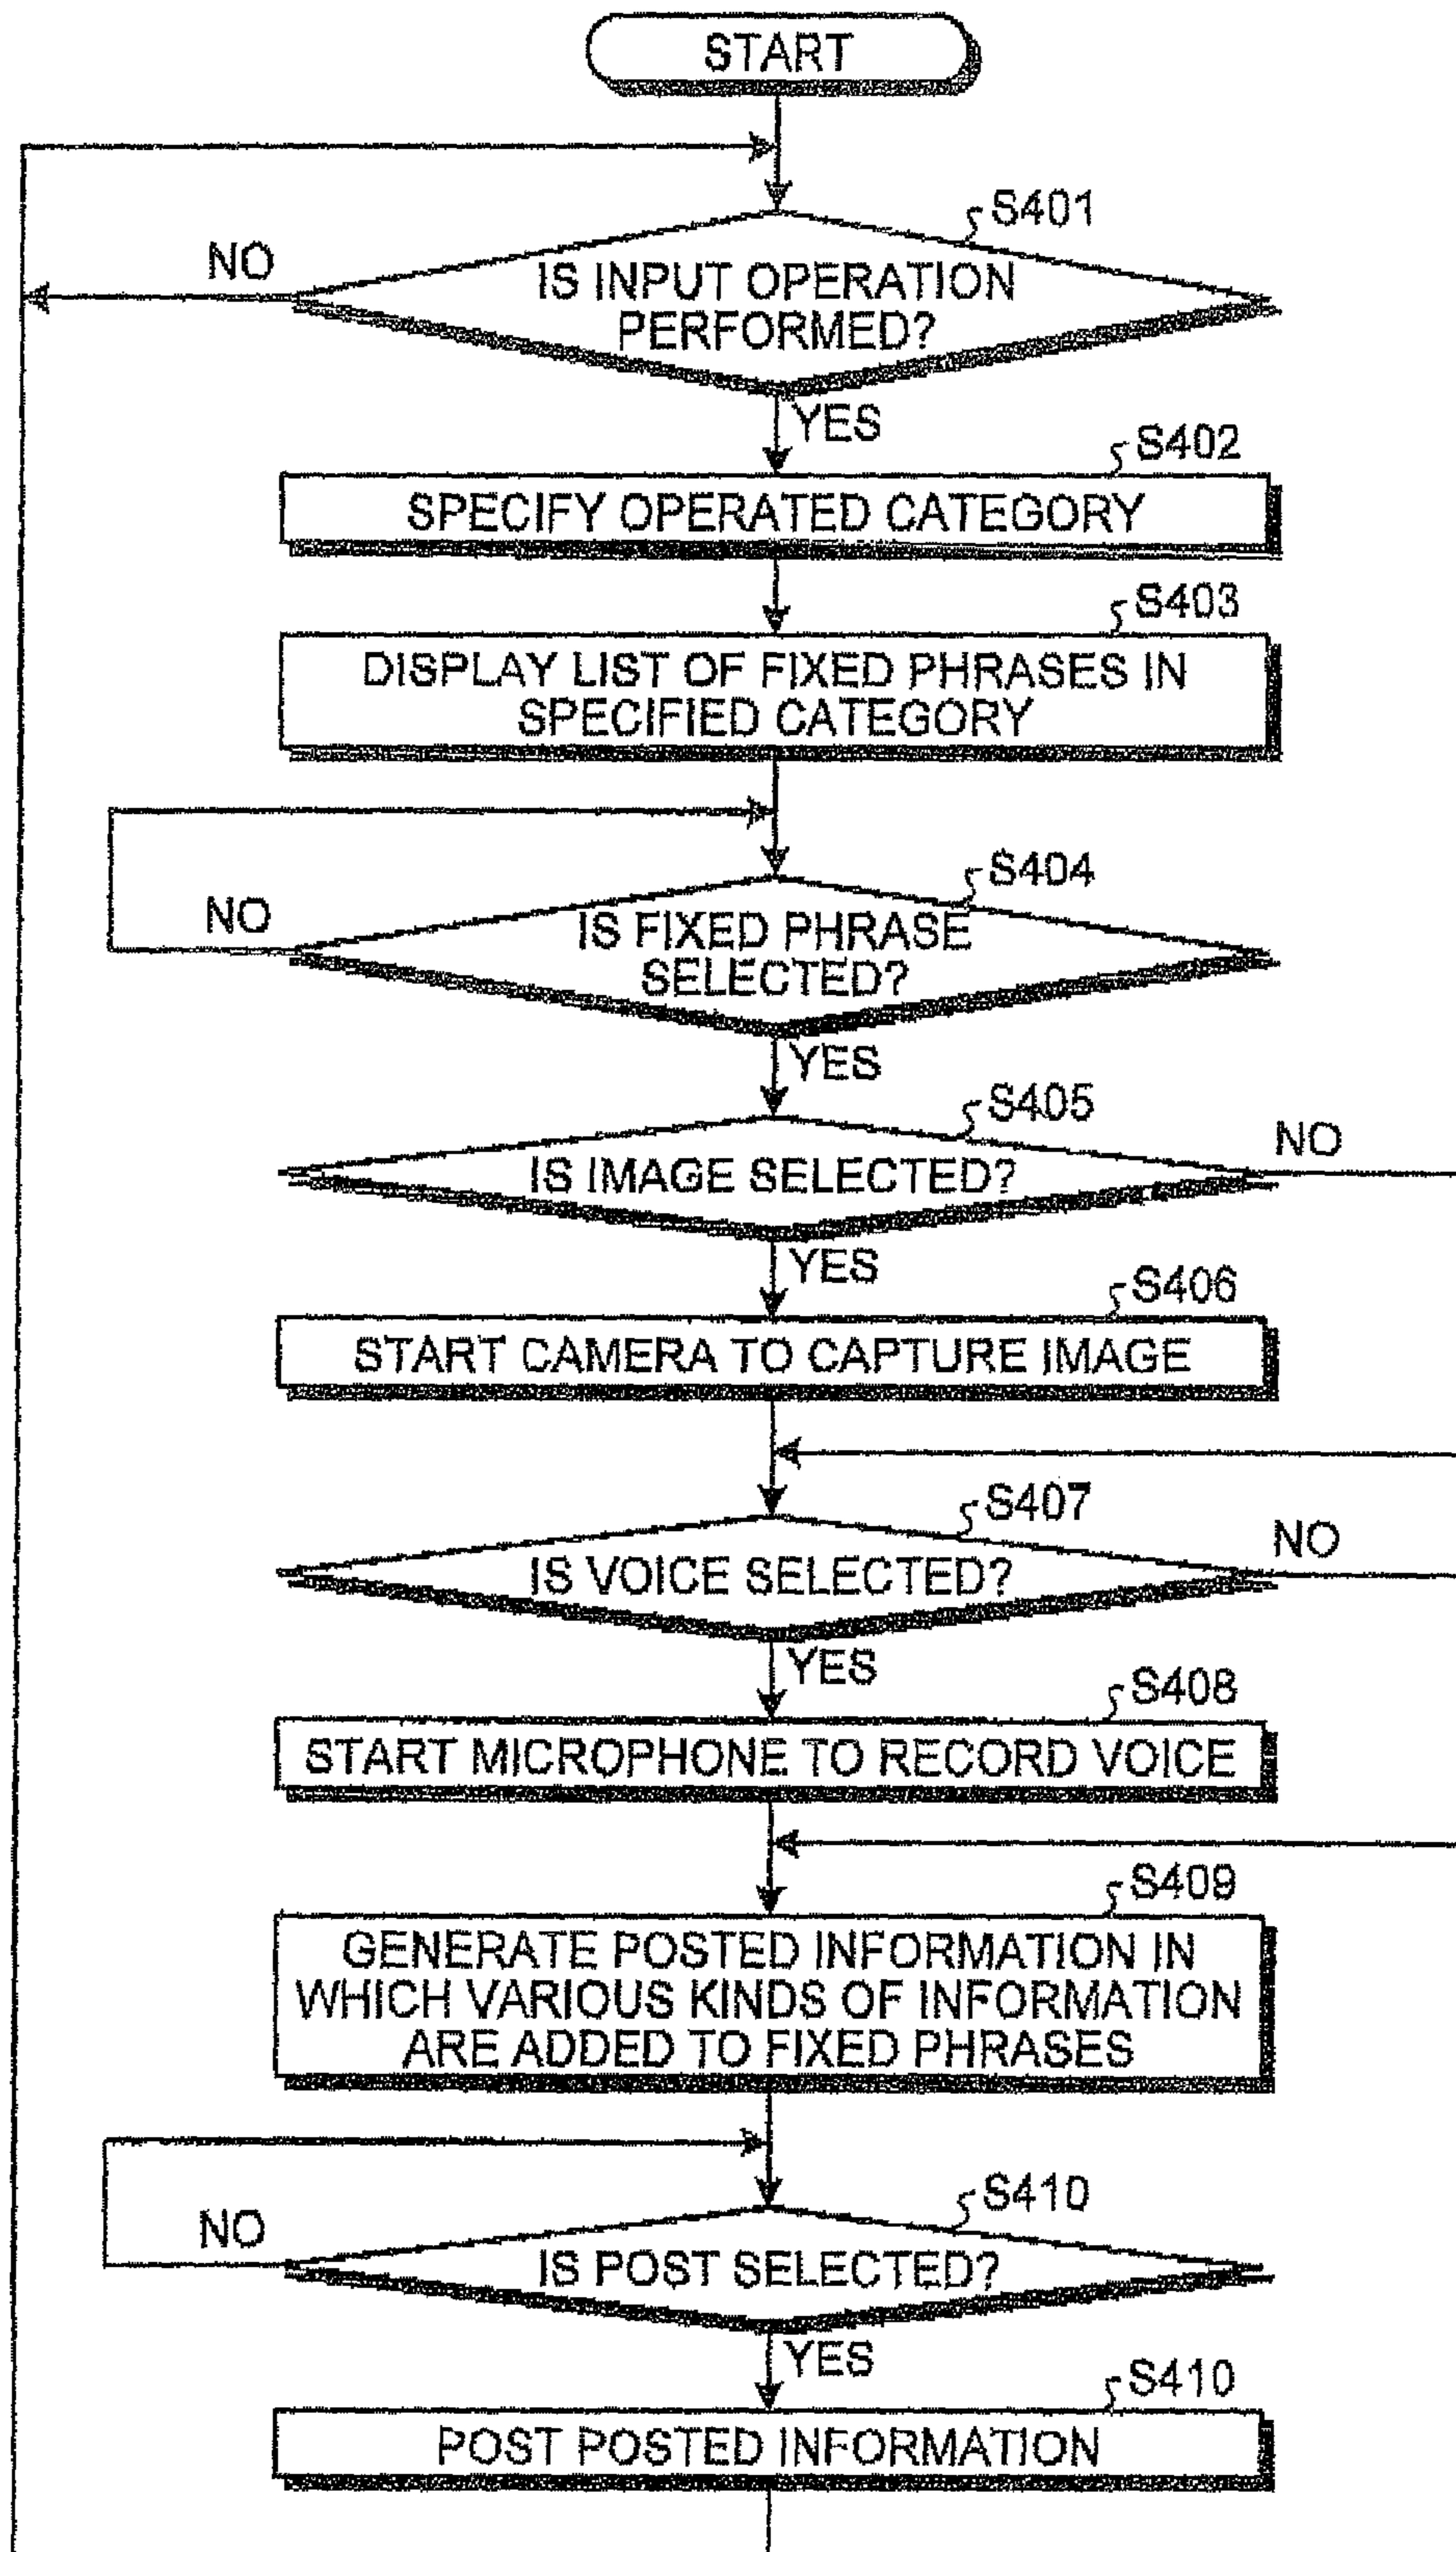 START
S401
NO
IS INPUT OPERATION
PERFORMED?
YES
S402
SPECIFY OPERATED CATEGORY
S403
DISPLAY LIST OF FIXED PHRASES IN
SPECIFIED CATEGORY
S404
NO
IS FIXED PHRASE
SELECTED?
YES
S405
NO
IS IMAGE SELECTED?
YES
S406
START CAMERA TO CAPTURE IMAGE
S407
NO
IS VOICE SELECTED?
YES
S408
START MICROPHONE TO RECORD VOICE
S409
GENERATE POSTED INFORMATION IN
WHICH VARIOUS KINDS OF INFORMATION
ARE ADDED TO FIXED PHRASES
S410
NO
IS POST SELECTED?
YES
S410
POST POSTED INFORMATION